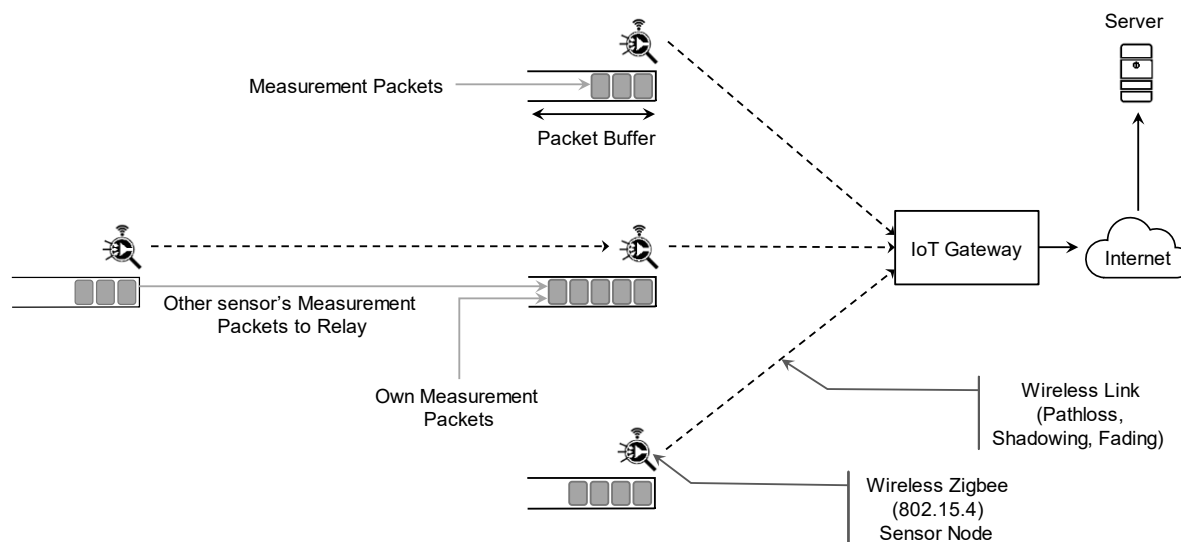 Server
Measurement Packets
Packet Buffer
IoT Gateway
Internet
Other sensor's Measurement
Packets to Relay
Own Measurement
Packets
Wireless Link
(Pathloss,
Shadowing, Fading)
Wireless Zigbee
(802.15.4)
Sensor Node